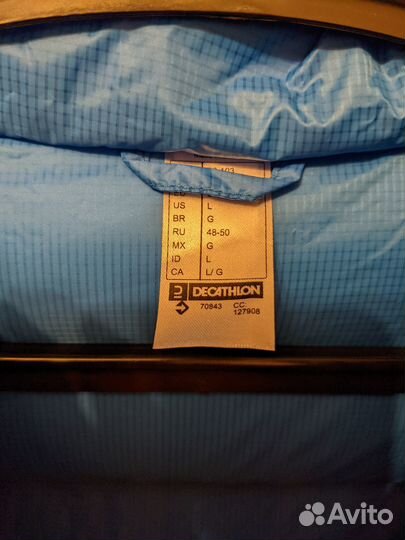 US L
BR G
RU 48-50
MX G
ID L
CA L/ G
DECATHLON
70843 CC.
127908
Avito